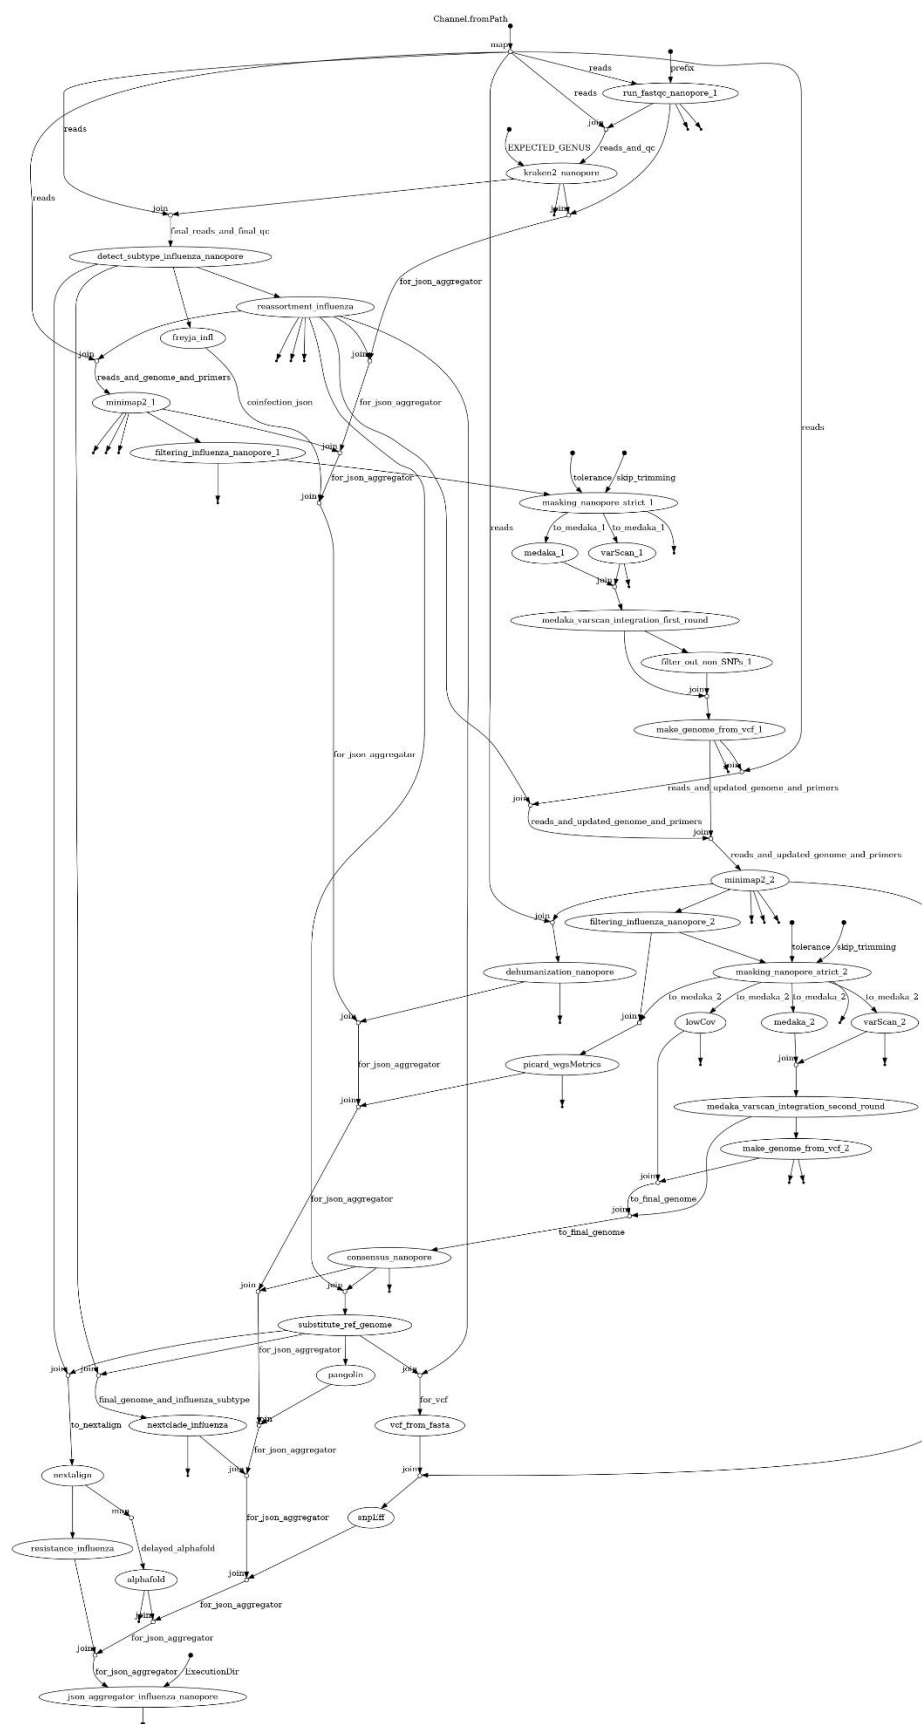 Channel.fromPath
map
reads
prefix
run_fastqc_nanopore_1
reads
join
EXPECTED_GENUS
reads_and_qc
reads
kraken2_nanopore
reads
join
join
final_reads_and_final_qc
detect_subtype_influenza_nanopore
for_json_aggregator
reassortment_influenza
freyja_infl
join
join
reads_and_genome_and_primers
coinfection_json
for_json_aggregator
minimap2_1
reads
join
filtering_influenza_nanopore_1
for_json_aggregator
tolerance
skip_trimming
join
masking_nanopore_strict_1
reads
to_medaka_1
to_medaka_1
medaka_1
varScan_1
join
medaka_varscan_integration_first_round
filter_out_non_SNPs_1
join
make_genome_from_vcf_1
for_json_aggregator
join
reads_and_updated_genome_and_primers
join
reads_and_updated_genome_and_primers
join
reads_and_updated_genome_and_primers
minimap2_2
join
filtering_influenza_nanopore_2
tolerance
skip_trimming
dehumanization_nanopore
masking_nanopore_strict_2
to_medaka_2
to_medaka_2
to_medaka_2
to_medaka_2
join
join
lowCov
medaka_2
varScan_2
for_json_aggregator
picard_wgsMetrics
join
join
medaka_varscan_integration_second_round
make_genome_from_vcf_2
join
for_json_aggregator
to_final_genome
join
to_final_genome
consensus_nanopore
join
join
substitute_ref_genome
for_json_aggregator
join
join
pangolin
join
final_genome_and_influenza_subtype
for_vcf
to_nextalign
nextclade_influenza
join
vcf_from_fasta
for_json_aggregator
nextalign
join
join
map
for_json_aggregator
snpEff
resistance_influenza
delayed_alphafold
alphafold
join
for_json_aggregator
join
for_json_aggregator
join
for_json_aggregator
ExecutionDir
json_aggregator_influenza_nanopore